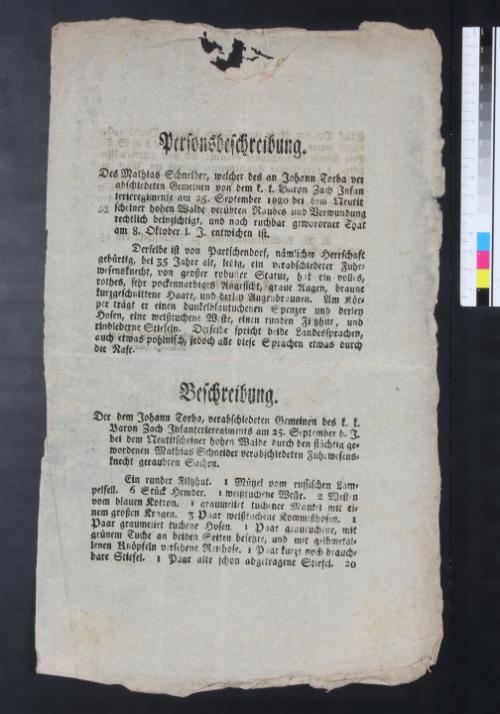 Personsbeschreibung.
Des Mathias Schneider, welcher des an Johann Torba ver
abschiedeten Gemeinen von dem k. k. Baron Zach Infan
terieregimente am 25. September 1820 bei dem Neutit
scheiner hohen Walde verübten Raubes und Verwundung
rechtlich beinzichtigt, und nach ruchbar gewordener That
am 8. Oktober l. J. entwichen ist.
Derselbe ist von Partschendorf, nämlicher Herrschaft
gebürtig, bei 35 Jahre alt, ledig, ein verabschiedeter Fuhr-
wesensknecht, von großer robuster Statur, hat ein volles,
rothes, sehr pockennarbiges Angesicht, graue Augen, braune
kurzgeschnittene Haare, und derley Augenbraunen. Am Kör-
per trägt er einen dunkelblautuchenen Spenzer und derley
Hosen, eine weißtuchene Weste, einen runden Filzhut, und
rindlederne Stiefeln. Derselbe spricht beide Landessprachen,
auch etwas pohlnisch, jedoch alle diese Sprachen etwas durch
die Nase.
Beschreibung.
Der dem Johann Torba, verabschiedeten Gemeinen des k. k.
Baron Zach Infanterieregiments am 25. September d. J.
bei dem Neutitscheiner hohen Walde durch den flüchtig ge-
wordenen Mathias Schneider verabschiedeten Fuhrwesens-
knecht geraubten Sachen.
Ein runder Filzhut. 1 Mützel vom russischen Läm-
pelfell. 6 Stück Hemder. 1 weißtuchene Weste. 2 Westen
vom blauen Kotton. 1 graumelirt tuchener Mantel mit ei-
nem großen Kragen. 3 Paar weißtuchene Kommißhosen. 1
Paar graumelirt tuchene Hosen. 1 Paar grautuchene, mit
grünem Tuche an beiden Seiten besetzte, und mit gelbmetal-
lenen Knöpfeln versehene Reithose. 1 Paar kurze noch brauch-
bare Stiefel. 1 Paar alte schon abgetragene Stiefel. 20